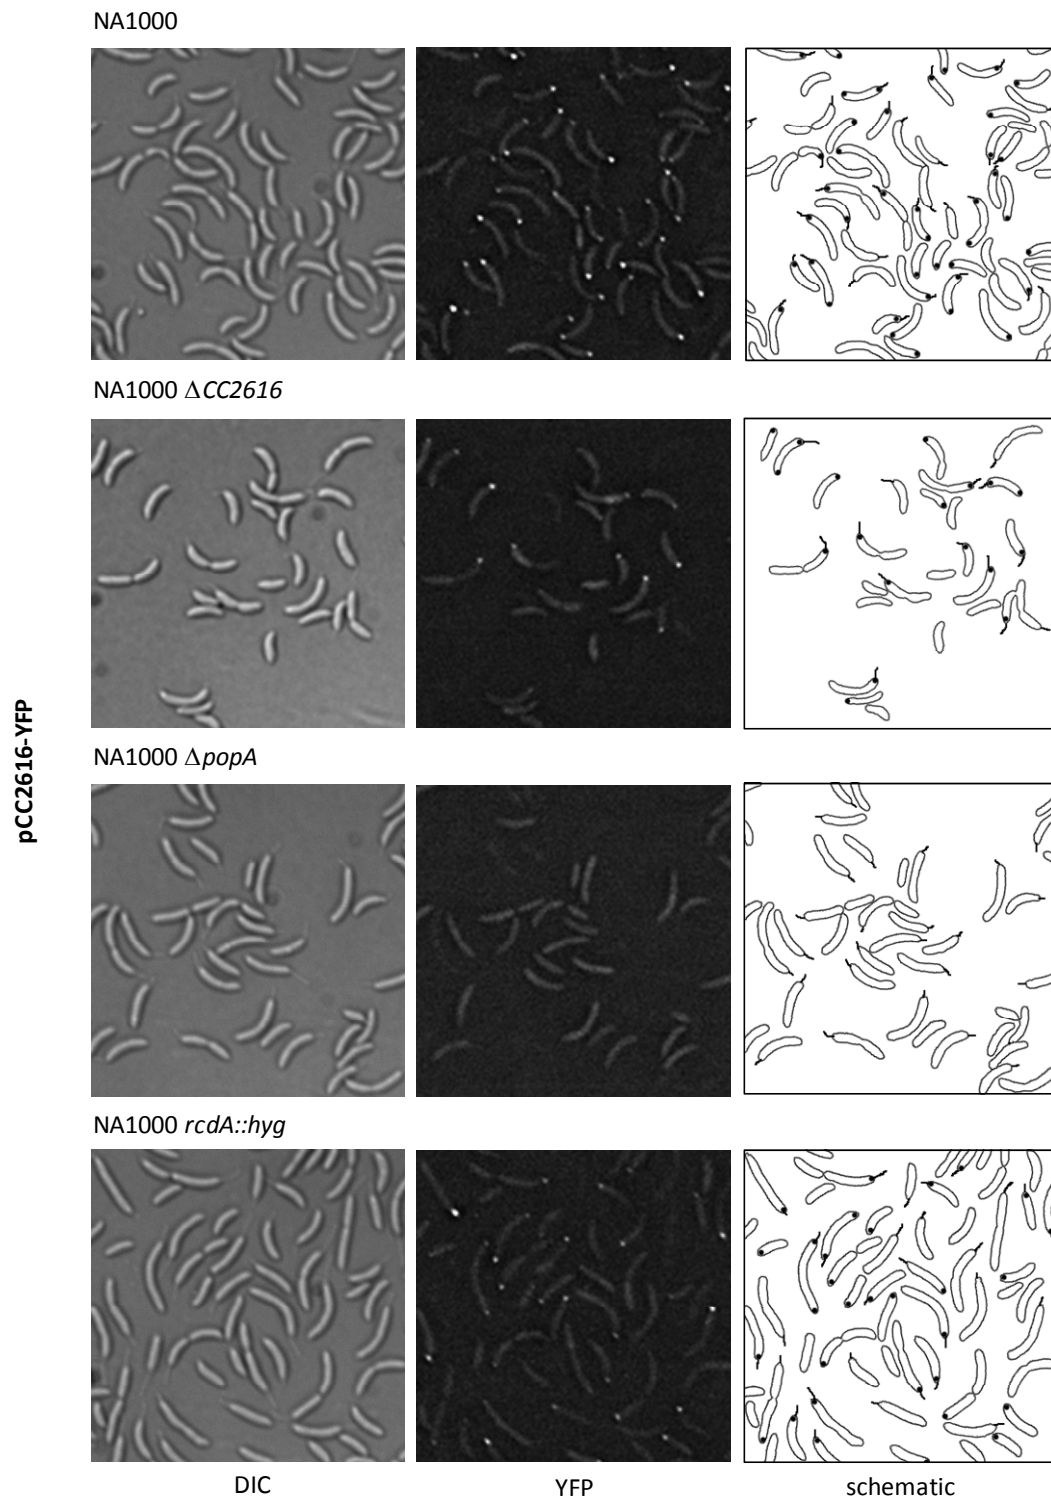 NA1000
NA1000 ΔCC2616
NA1000 ΔpopA
NA1000 rcdA::hyg
pCC2616-YFP
DIC
YFP
schematic